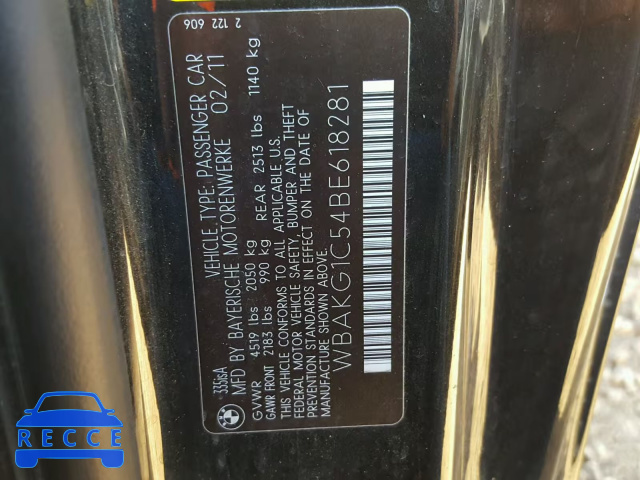 2 122 606
335isA VEHICLE TYPE: PASSENGER CAR
MFD BY BAYERISCHE MOTORENWERKE 02/11
GVWR 4519 lbs 2050 kg
GAWR FRONT 2183 lbs 990 kg REAR 2513 lbs 1140 kg
THIS VEHICLE CONFORMS TO ALL APPLICABLE U.S.
FEDERAL MOTOR VEHICLE SAFETY, BUMPER AND THEFT
PREVENTION STANDARDS IN EFFECT ON THE DATE OF
MANUFACTURE SHOWN ABOVE.
WBAKG1C54BE618281
RECCE